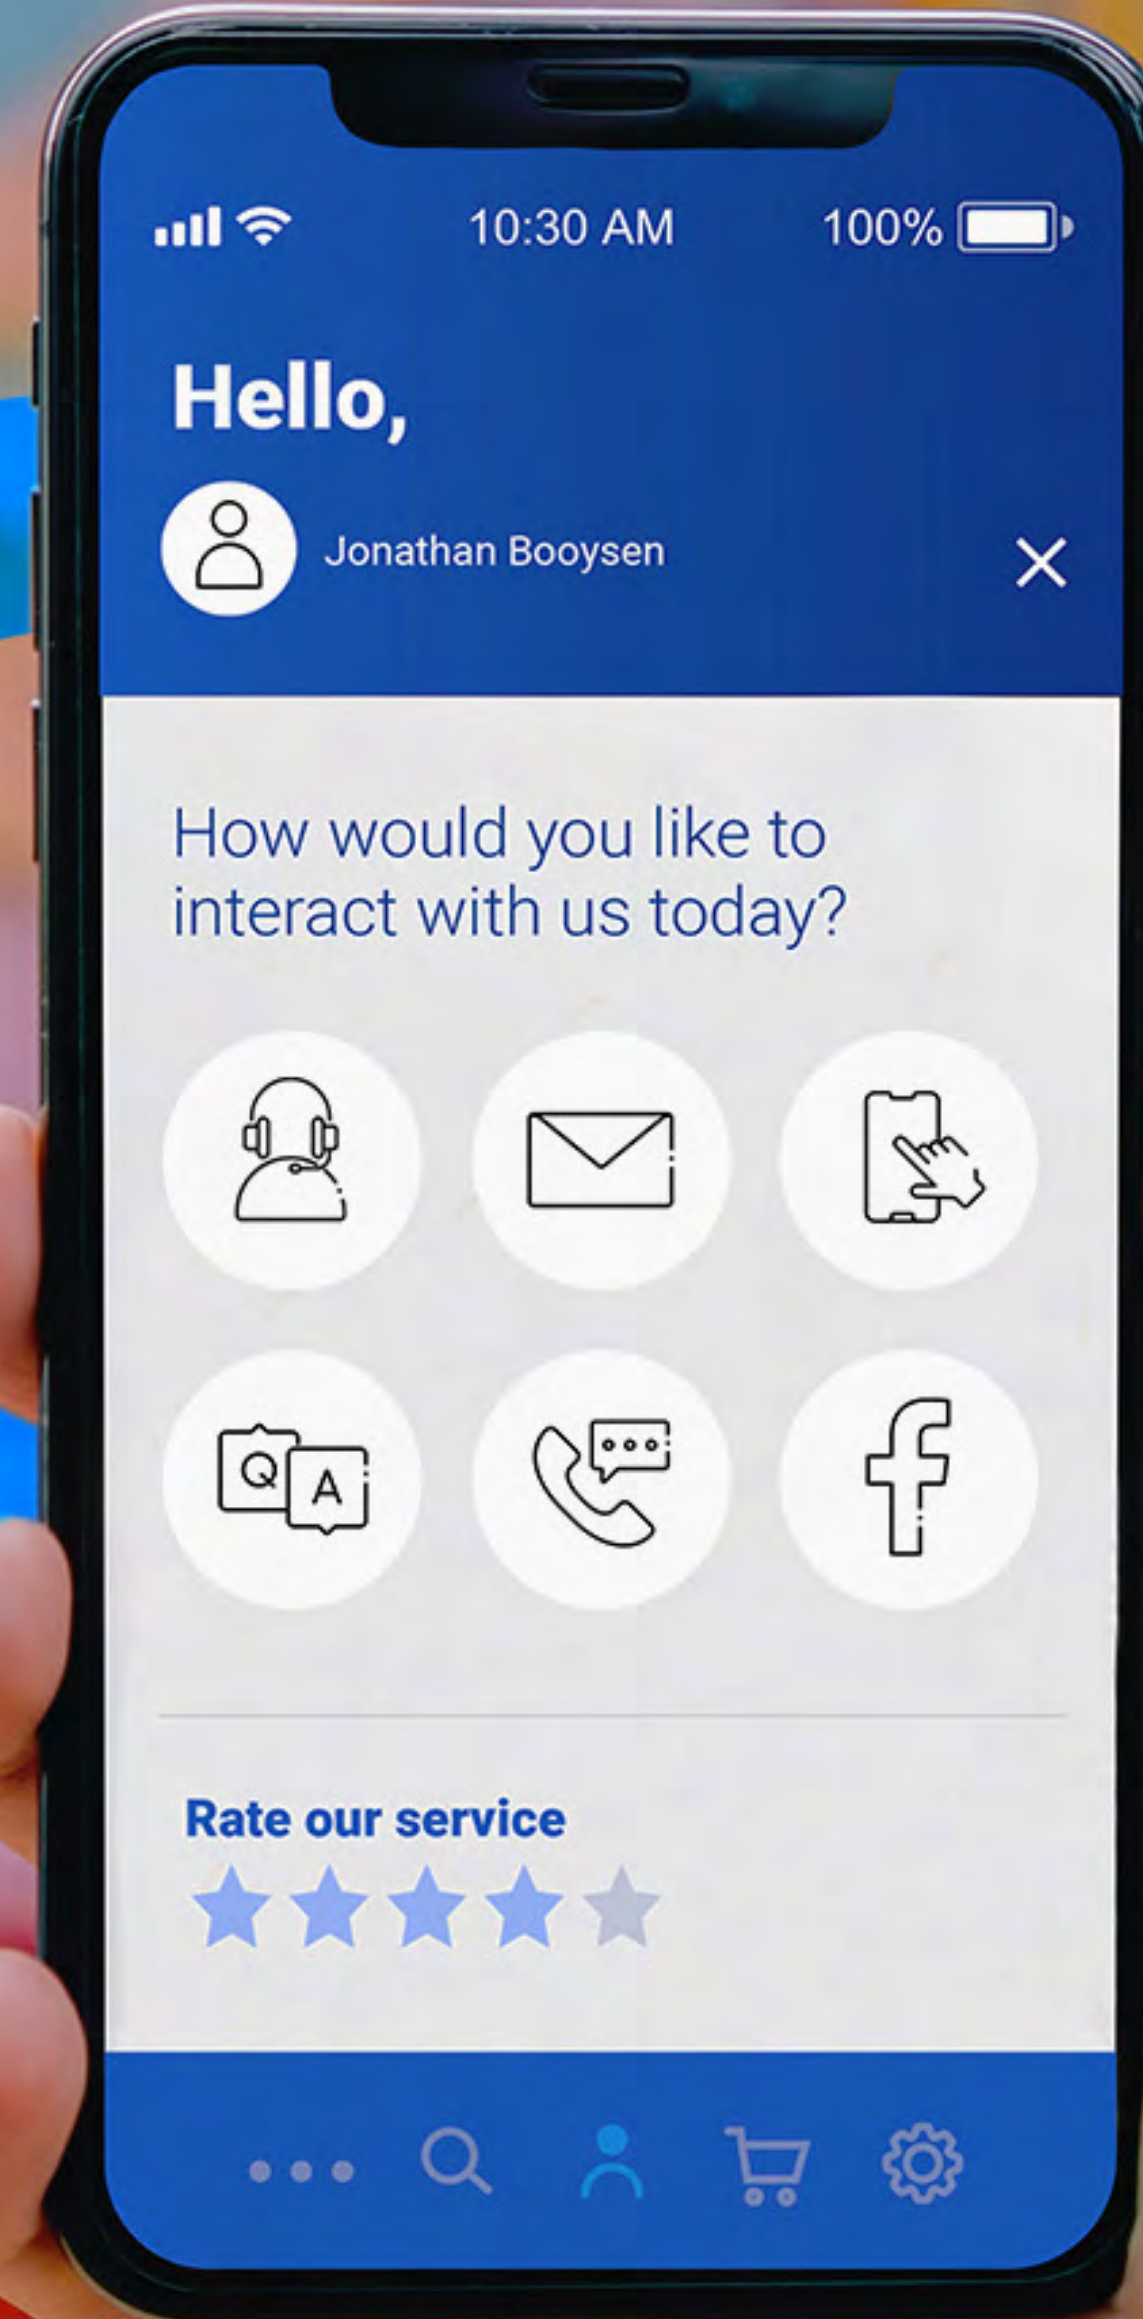 10:30 AM 100%
Hello,
Jonathan Booysen
How would you like to
interact with us today?
Q A
f
Rate our service